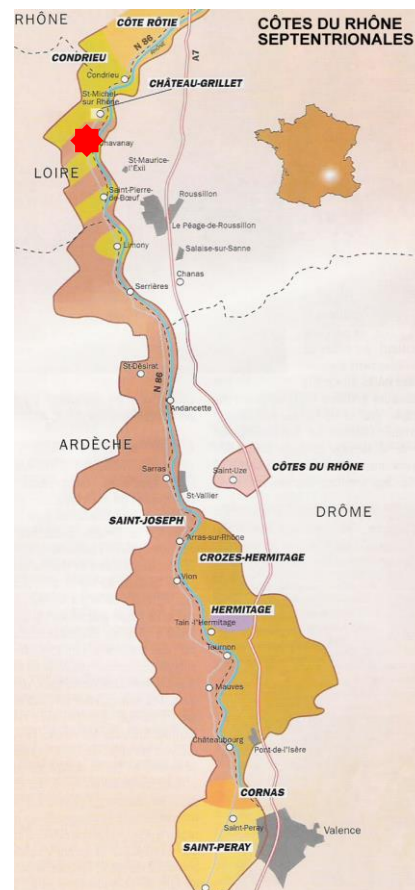 RHÔNE
CÔTE RÔTIE
CÔTES DU RHÔNE
SEPTENTRIONALES
N 86
A7
CONDRIEU
Condrieu
CHÂTEAU-GRILLET
St-Michel-
sur Rhône
Chavanay
St-Maurice-
l'Exil
LOIRE
Saint-Pierre-
de-Bœuf
Roussillon
Le Péage-de-Roussillon
Limony
Salaise-sur-Sanne
Chanas
Serrières
St-Désirat
N 86
Andancette
ARDÈCHE
Sarras
Saint-Uze
CÔTES DU RHÔNE
St-Vallier
DRÔME
SAINT-JOSEPH
Arras-sur-Rhône
CROZES-HERMITAGE
Vion
HERMITAGE
Tain-l'Hermitage
Tournon
Mauves
Châteaubourg
Pont-de-l'Isère
CORNAS
Saint-Peray
Valence
SAINT-PERAY